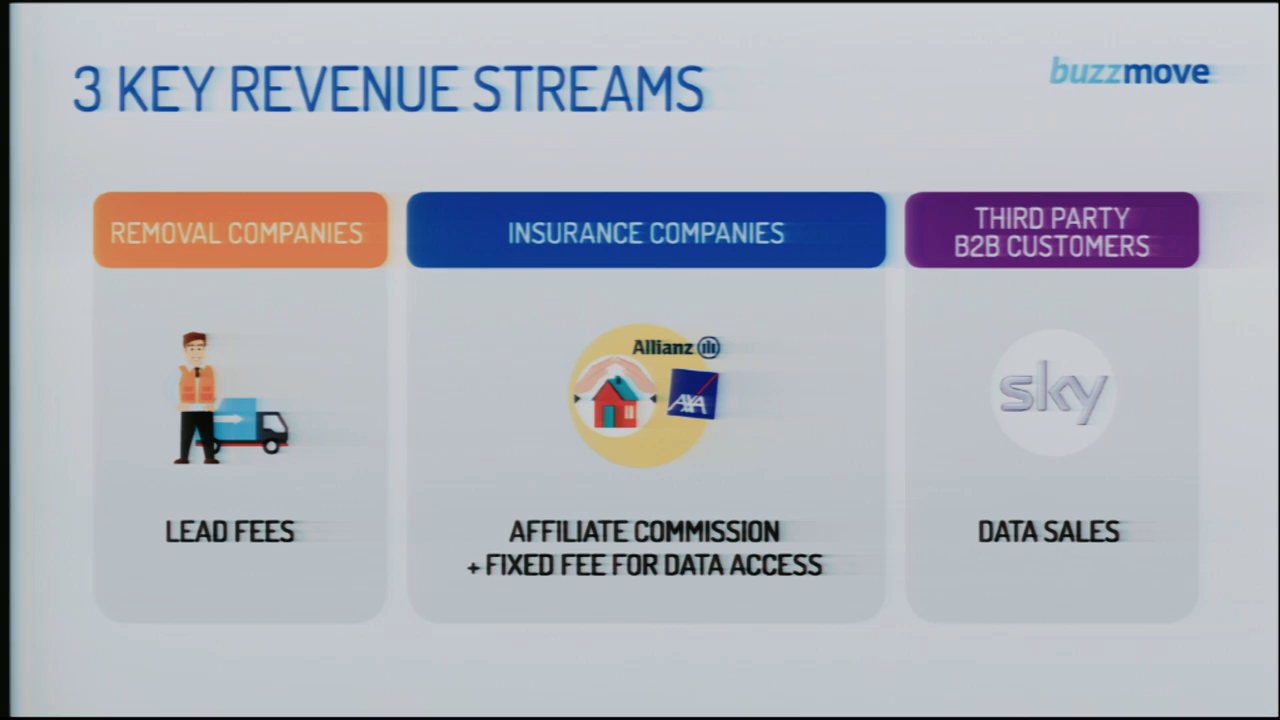 3 KEY REVENUE STREAMS
buzzmove
REMOVAL COMPANIES
INSURANCE COMPANIES
THIRD PARTY
B2B CUSTOMERS
Allianz
AXA
sky
LEAD FEES
AFFILIATE COMMISSION
+ FIXED FEE FOR DATA ACCESS
DATA SALES